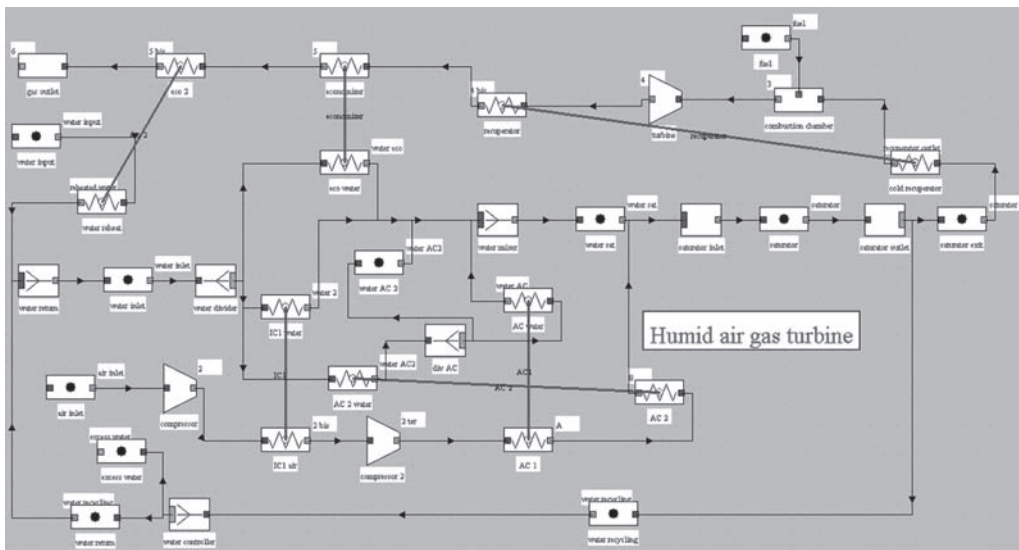 6
gas outlet
5 bis
eco 2
5
economizer
economizer
4 bis
recuperator
4
turbine
recuperator
3
combustion chamber
fuel
fuel
cold recuperator
water input
water input
2
water reheat
water eco
eco water
water return
water inlet
water inlet
water divider
water 2
IC1 water
IC1
water AC2
water AC 2
water mixer
water sat.
water sat.
saturator inlet
saturator
saturator
saturator outlet
saturator
saturator exit
water AC
AC water
AC1
Humid air gas turbine
div AC
water AC2
AC 2 water
AC 2
AC 2
air inlet
air inlet
2
compressor
2 bis
IC1 air
2 ter
compressor 2
A
AC 1
excess water
excess water
water recycling
water return
water controller
water recycling
water recycling